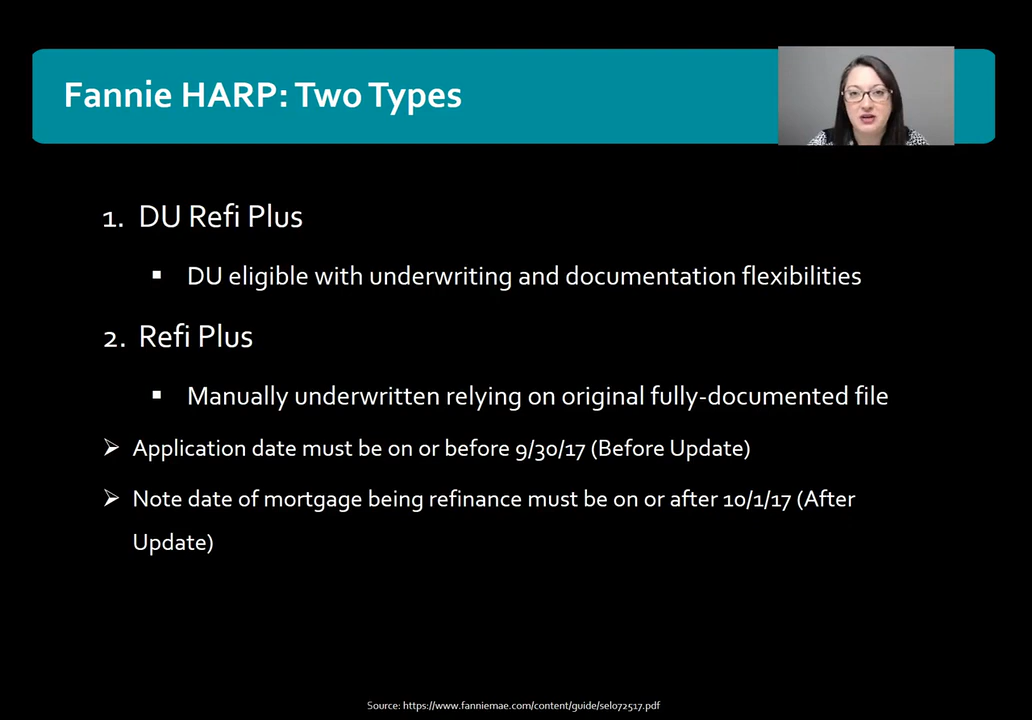 Fannie HARP: Two Types
1. DU Refi Plus
▪ DU eligible with underwriting and documentation flexibilities
2. Refi Plus
▪ Manually underwritten relying on original fully-documented file
➢ Application date must be on or before 9/30/17 (Before Update)
➢ Note date of mortgage being refinance must be on or after 10/1/17 (After
Update)
Source: https://www.fanniemae.com/content/guide/sel072517.pdf